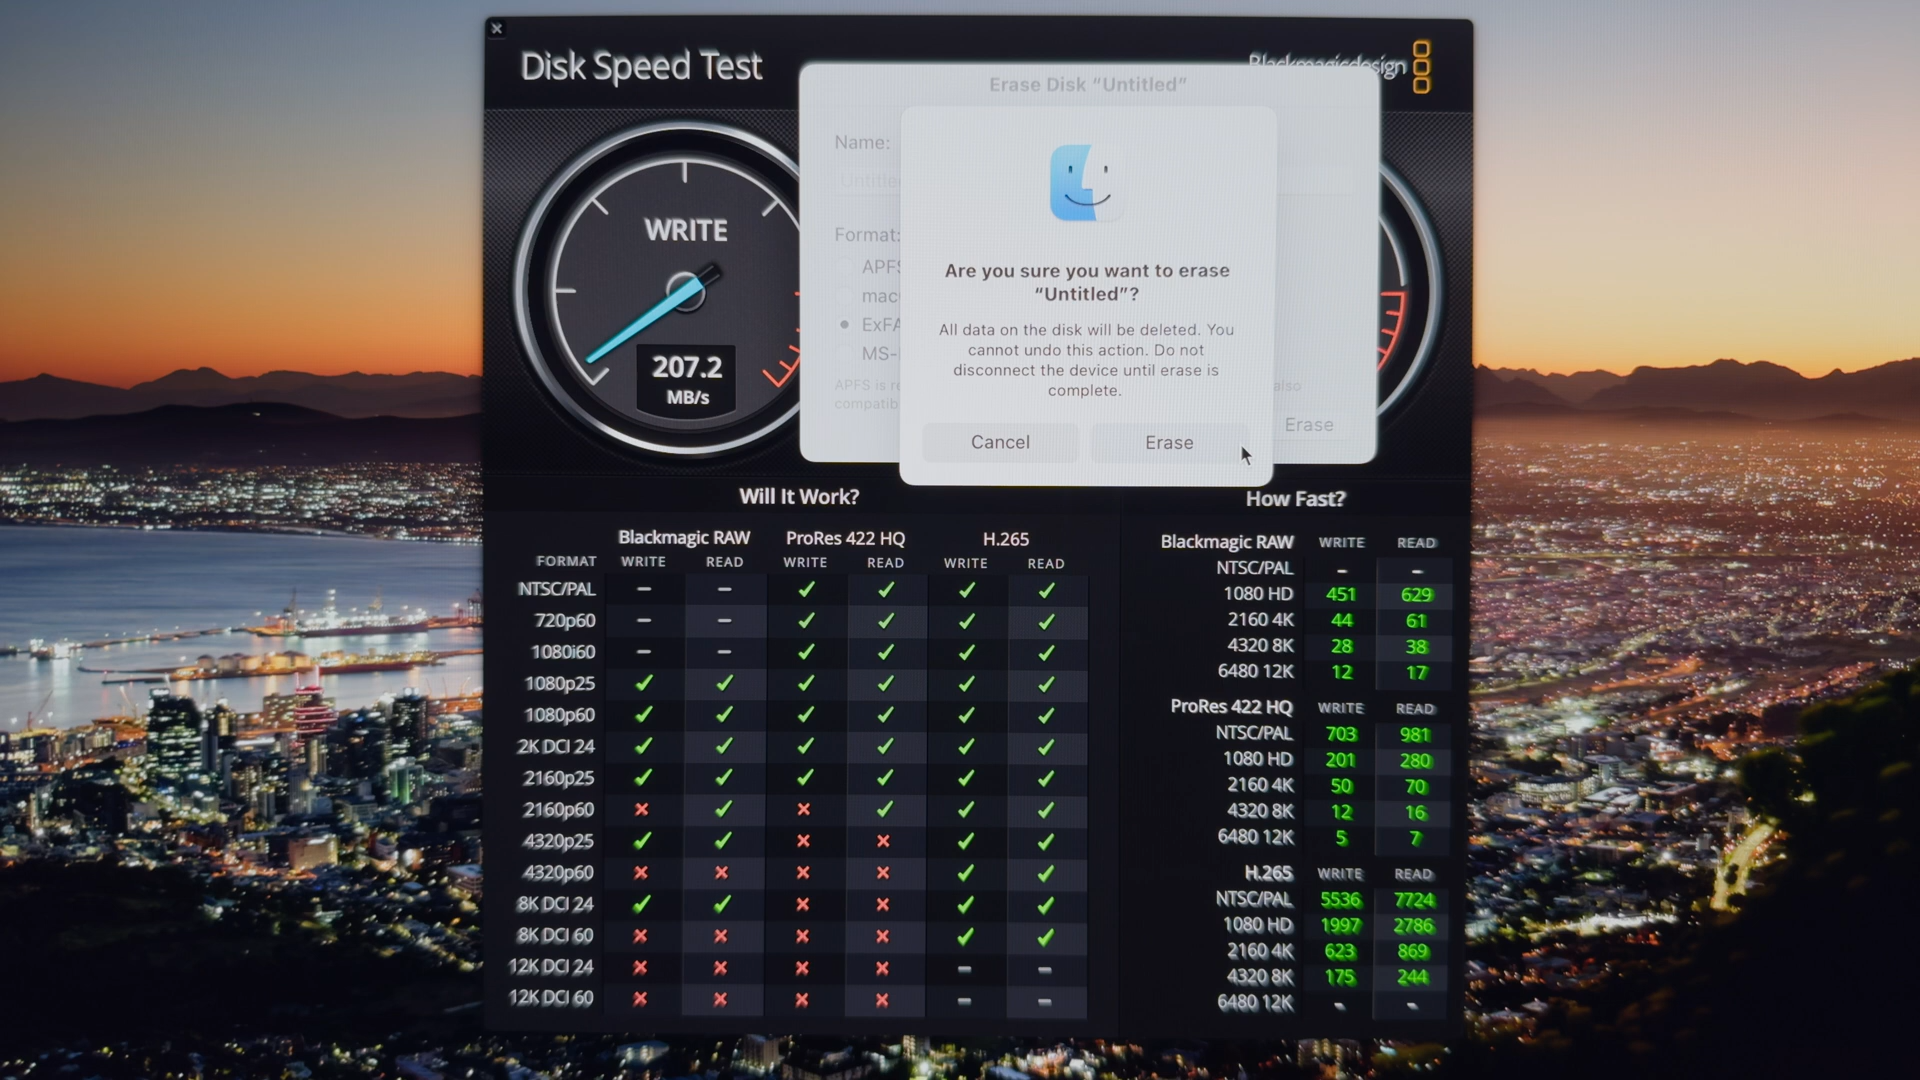 Disk Speed Test
Blackmagicdesign
Erase Disk “Untitled”
Name:
Format:
Are you sure you want to erase
“Untitled”?
All data on the disk will be deleted. You
cannot undo this action. Do not
disconnect the device until erase is
complete.
Cancel
Erase
also
Erase
APFS is
WRITE
207.2
MB/s
Will It Work?
Blackmagic RAW ProRes 422 HQ H.265
FORMAT WRITE READ WRITE READ WRITE READ
NTSC/PAL – – ✓ ✓ ✓ ✓
720p60 – – ✓ ✓ ✓ ✓
1080i60 – – ✓ ✓ ✓ ✓
1080p25 ✓ ✓ ✓ ✓ ✓ ✓
1080p60 ✓ ✓ ✓ ✓ ✓ ✓
2K DCI 24 ✓ ✓ ✓ ✓ ✓ ✓
2160p25 ✓ ✓ ✓ ✓ ✓ ✓
2160p60 ✗ ✓ ✗ ✓ ✓ ✓
4320p25 ✓ ✓ ✗ ✗ ✓ ✓
4320p60 ✗ ✗ ✗ ✗ ✓ ✓
8K DCI 24 ✓ ✓ ✗ ✗ ✓ ✓
8K DCI 60 ✗ ✗ ✗ ✗ ✓ ✓
12K DCI 24 ✗ ✗ ✗ ✗ – –
12K DCI 60 ✗ ✗ ✗ ✗ – –
How Fast?
Blackmagic RAW WRITE READ
NTSC/PAL - -
1080 HD 451 629
2160 4K 44 61
4320 8K 28 38
6480 12K 12 17
ProRes 422 HQ WRITE READ
NTSC/PAL 703 981
1080 HD 201 280
2160 4K 50 70
4320 8K 12 16
6480 12K 5 7
H.265 WRITE READ
NTSC/PAL 5536 7724
1080 HD 1997 2786
2160 4K 623 869
4320 8K 175 244
6480 12K - -